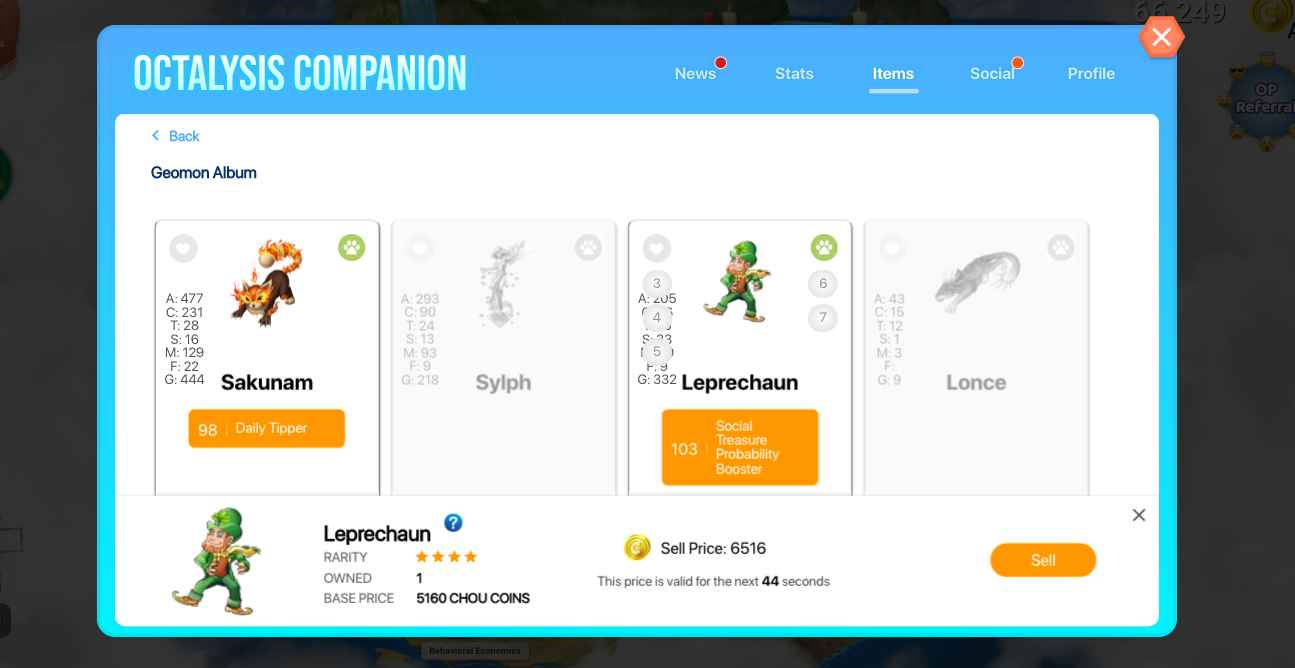 66,249
OCTALYSIS COMPANION
News
Stats
Items
Social
Profile
OP
Referral
Back
Geomon Album
A: 477
C: 231
T: 28
S: 16
M: 129
F: 22
G: 444
Sakunam
98
Daily Tipper
A: 293
C: 90
T: 24
S: 13
M: 93
F: 9
G: 218
Sylph
3
4
5
6
7
A: 205
S: 33
F: 9
G: 332
Leprechaun
103
Social
Treasure
Probability
Booster
A: 43
C: 15
T: 12
S: 1
M: 3
F:
G: 9
Lonce
Leprechaun ?
RARITY
OWNED 1
BASE PRICE 5160 CHOU COINS
Sell Price: 6516
This price is valid for the next 44 seconds
Sell
Behavioral Economics